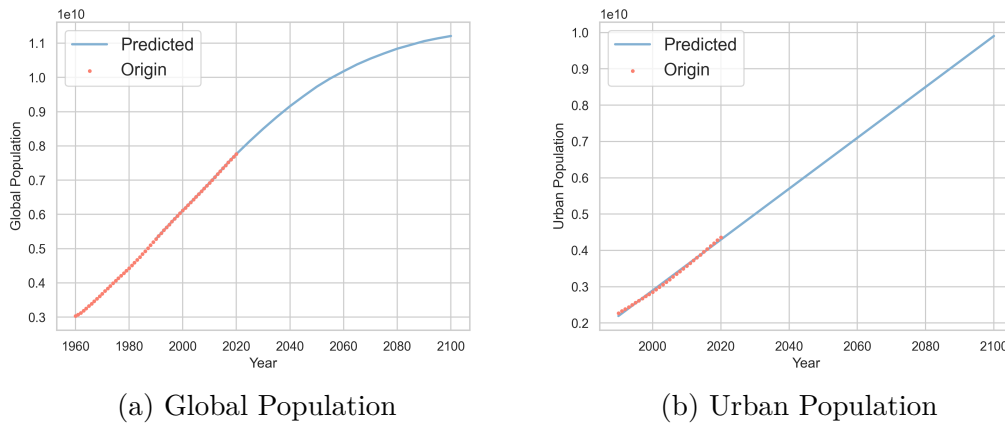 1e10
1.1
1.0
0.9
0.8
0.7
0.6
0.5
0.4
0.3
Global Population
Predicted
Origin
1960 1980 2000 2020 2040 2060 2080 2100
Year
(a) Global Population
1e10
1.0
0.9
0.8
0.7
0.6
0.5
0.4
0.3
0.2
Urban Population
Predicted
Origin
2000 2020 2040 2060 2080 2100
Year
(b) Urban Population